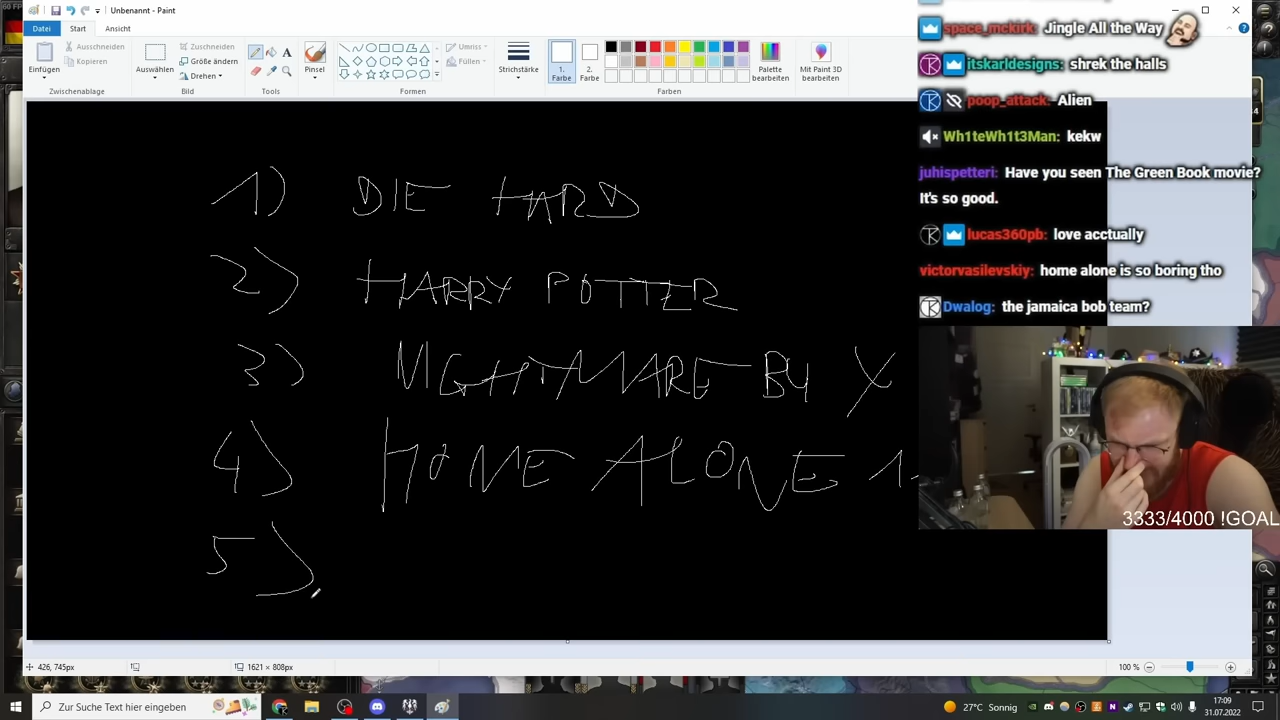 60 FPS
Unbenannt - Paint
Datei Start Ansicht
Einfügen
Ausschneiden
Kopieren
Zwischenablage
Auswählen
Zuschneiden
Größe ändern
Drehen
Bild
Tools
Pinsel
Formen
Umriss
Füllen
Strichstärke
1. Farbe
2. Farbe
Farben
Palette bearbeiten
Mit Paint 3D bearbeiten
space_mckirk: Jingle All the Way
itskarldesigns: shrek the halls
poop_attack: Alien
Wh1teWh1t3Man: kekw
juhispetteri: Have you seen The Green Book movie?
It's so good.
lucas360pb: love acctually
victorvasilevskiy: home alone is so boring tho
Dwalog: the jamaica bob team?
1) DIE HARD
2) HARRY POTTER
3) NIGHTMARE BY X
4) HOME ALONE 1-
5)
3333/4000 !GOAL
426, 745px
1621 × 808px
100 %
Zur Suche Text hier eingeben
27°C Sonnig
17:09
31.07.2022